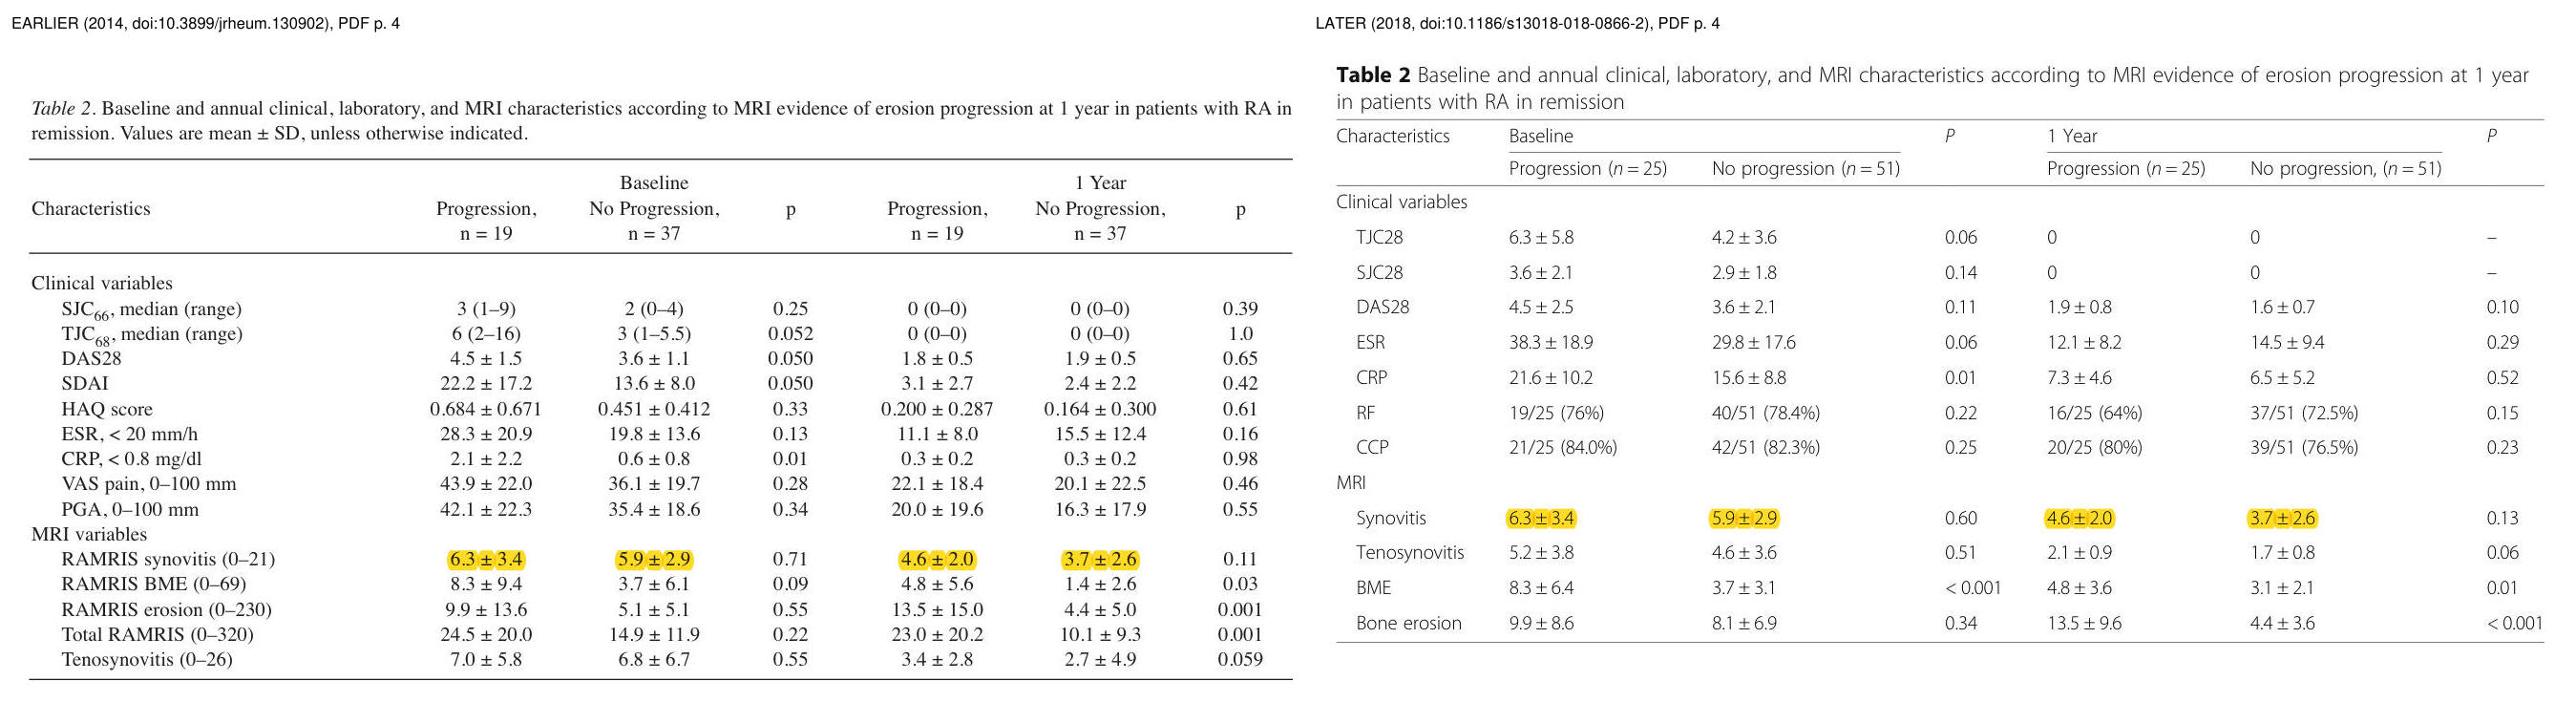 EARLIER (2014, doi:10.3899/jrheum.130902), PDF p. 4
Table 2. Baseline and annual clinical, laboratory, and MRI characteristics according to MRI evidence of erosion progression at 1 year in patients with RA in
remission. Values are mean ± SD, unless otherwise indicated.
Baseline 1 Year
Characteristics Progression, No Progression, p Progression, No Progression, p
n = 19 n = 37 n = 19 n = 37
Clinical variables
SJC66, median (range) 3 (1–9) 2 (0–4) 0.25 0 (0–0) 0 (0–0) 0.39
TJC68, median (range) 6 (2–16) 3 (1–5.5) 0.052 0 (0–0) 0 (0–0) 1.0
DAS28 4.5 ± 1.5 3.6 ± 1.1 0.050 1.8 ± 0.5 1.9 ± 0.5 0.65
SDAI 22.2 ± 17.2 13.6 ± 8.0 0.050 3.1 ± 2.7 2.4 ± 2.2 0.42
HAQ score 0.684 ± 0.671 0.451 ± 0.412 0.33 0.200 ± 0.287 0.164 ± 0.300 0.61
ESR, < 20 mm/h 28.3 ± 20.9 19.8 ± 13.6 0.13 11.1 ± 8.0 15.5 ± 12.4 0.16
CRP, < 0.8 mg/dl 2.1 ± 2.2 0.6 ± 0.8 0.01 0.3 ± 0.2 0.3 ± 0.2 0.98
VAS pain, 0–100 mm 43.9 ± 22.0 36.1 ± 19.7 0.28 22.1 ± 18.4 20.1 ± 22.5 0.46
PGA, 0–100 mm 42.1 ± 22.3 35.4 ± 18.6 0.34 20.0 ± 19.6 16.3 ± 17.9 0.55
MRI variables
RAMRIS synovitis (0–21) 6.3 ± 3.4 5.9 ± 2.9 0.71 4.6 ± 2.0 3.7 ± 2.6 0.11
RAMRIS BME (0–69) 8.3 ± 9.4 3.7 ± 6.1 0.09 4.8 ± 5.6 1.4 ± 2.6 0.03
RAMRIS erosion (0–230) 9.9 ± 13.6 5.1 ± 5.1 0.55 13.5 ± 15.0 4.4 ± 5.0 0.001
Total RAMRIS (0–320) 24.5 ± 20.0 14.9 ± 11.9 0.22 23.0 ± 20.2 10.1 ± 9.3 0.001
Tenosynovitis (0–26) 7.0 ± 5.8 6.8 ± 6.7 0.55 3.4 ± 2.8 2.7 ± 4.9 0.059
LATER (2018, doi:10.1186/s13018-018-0866-2), PDF p. 4
Table 2 Baseline and annual clinical, laboratory, and MRI characteristics according to MRI evidence of erosion progression at 1 year
in patients with RA in remission
Characteristics Baseline P 1 Year P
Progression (n = 25) No progression (n = 51) Progression (n = 25) No progression, (n = 51)
Clinical variables
TJC28 6.3 ± 5.8 4.2 ± 3.6 0.06 0 0 –
SJC28 3.6 ± 2.1 2.9 ± 1.8 0.14 0 0 –
DAS28 4.5 ± 2.5 3.6 ± 2.1 0.11 1.9 ± 0.8 1.6 ± 0.7 0.10
ESR 38.3 ± 18.9 29.8 ± 17.6 0.06 12.1 ± 8.2 14.5 ± 9.4 0.29
CRP 21.6 ± 10.2 15.6 ± 8.8 0.01 7.3 ± 4.6 6.5 ± 5.2 0.52
RF 19/25 (76%) 40/51 (78.4%) 0.22 16/25 (64%) 37/51 (72.5%) 0.15
CCP 21/25 (84.0%) 42/51 (82.3%) 0.25 20/25 (80%) 39/51 (76.5%) 0.23
MRI
Synovitis 6.3 ± 3.4 5.9 ± 2.9 0.60 4.6 ± 2.0 3.7 ± 2.6 0.13
Tenosynovitis 5.2 ± 3.8 4.6 ± 3.6 0.51 2.1 ± 0.9 1.7 ± 0.8 0.06
BME 8.3 ± 6.4 3.7 ± 3.1 < 0.001 4.8 ± 3.6 3.1 ± 2.1 0.01
Bone erosion 9.9 ± 8.6 8.1 ± 6.9 0.34 13.5 ± 9.6 4.4 ± 3.6 < 0.001